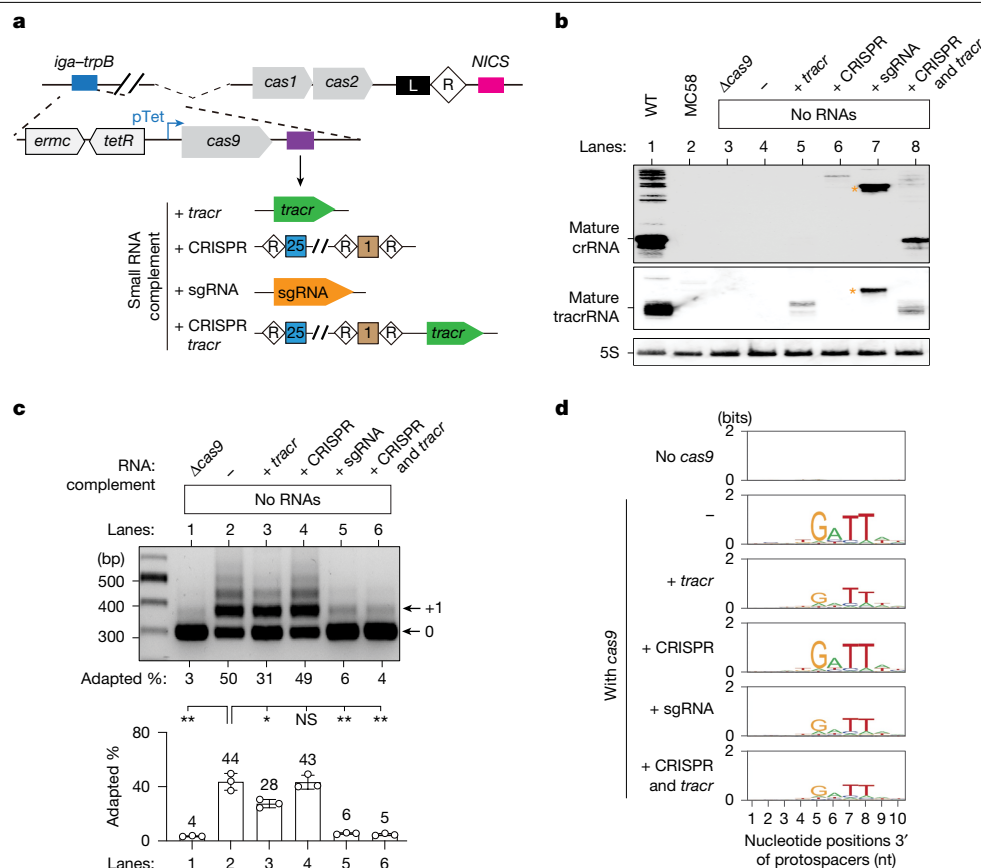 a
iga–trpB
cas1
cas2
L
R
NICS
pTet
ermc
tetR
cas9
Small RNA
complement
+ tracr
tracr
+ CRISPR
R 25 R 1 R
+ sgRNA
sgRNA
+ CRISPR
tracr
R 25 R 1 R
tracr
b
WT
MC58
Δcas9
–
+ tracr
+ CRISPR
+ sgRNA
+ CRISPR
and tracr
No RNAs
Lanes: 1 2 3 4 5 6 7 8
*
Mature
crRNA
*
Mature
tracrRNA
5S
c
RNA:
complement
Δcas9
–
+ tracr
+ CRISPR
+ sgRNA
+ CRISPR
and tracr
No RNAs
Lanes: 1 2 3 4 5 6
(bp)
500
400
300
+1
0
Adapted %: 3 50 31 49 6 4
** * NS ** **
Adapted %
80
40
0
4 44 28 43 6 5
Lanes: 1 2 3 4 5 6
d
(bits)
2
No cas9
0
With cas9
2
–
GATT
0
2
+ tracr
G TT
0
2
+ CRISPR
GATT
0
2
+ sgRNA
G TT
0
2
+ CRISPR
and tracr
G TT
0
1 2 3 4 5 6 7 8 9 10
Nucleotide positions 3′
of protospacers (nt)